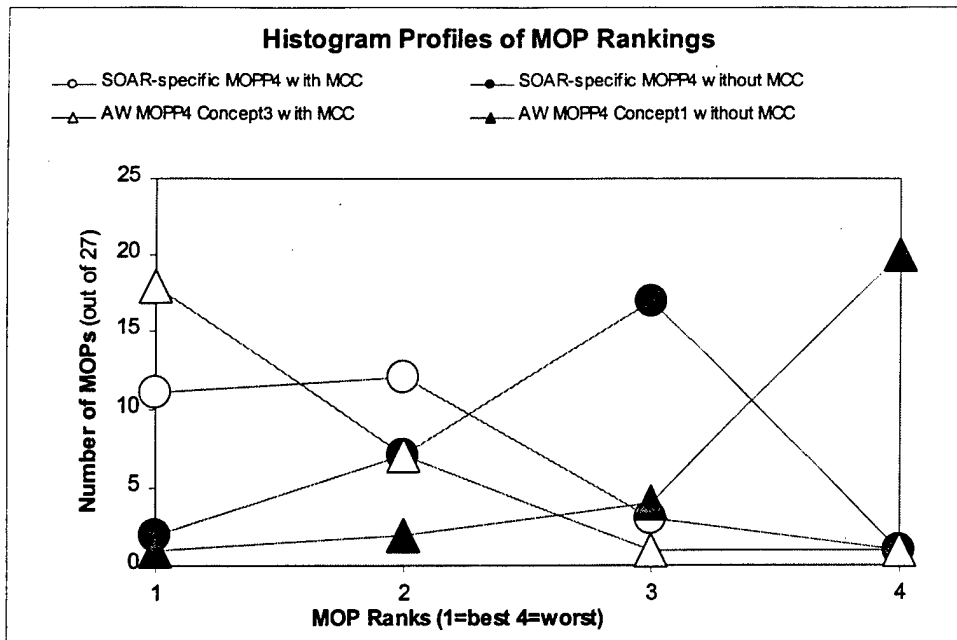 Histogram Profiles of MOP Rankings
SOAR-specific MOPP4 with MCC
SOAR-specific MOPP4 without MCC
AW MOPP4 Concept3 with MCC
AW MOPP4 Concept1 without MCC
Number of MOPs (out of 27)
25
20
15
10
5
0
1 2 3 4
MOP Ranks (1=best 4=worst)